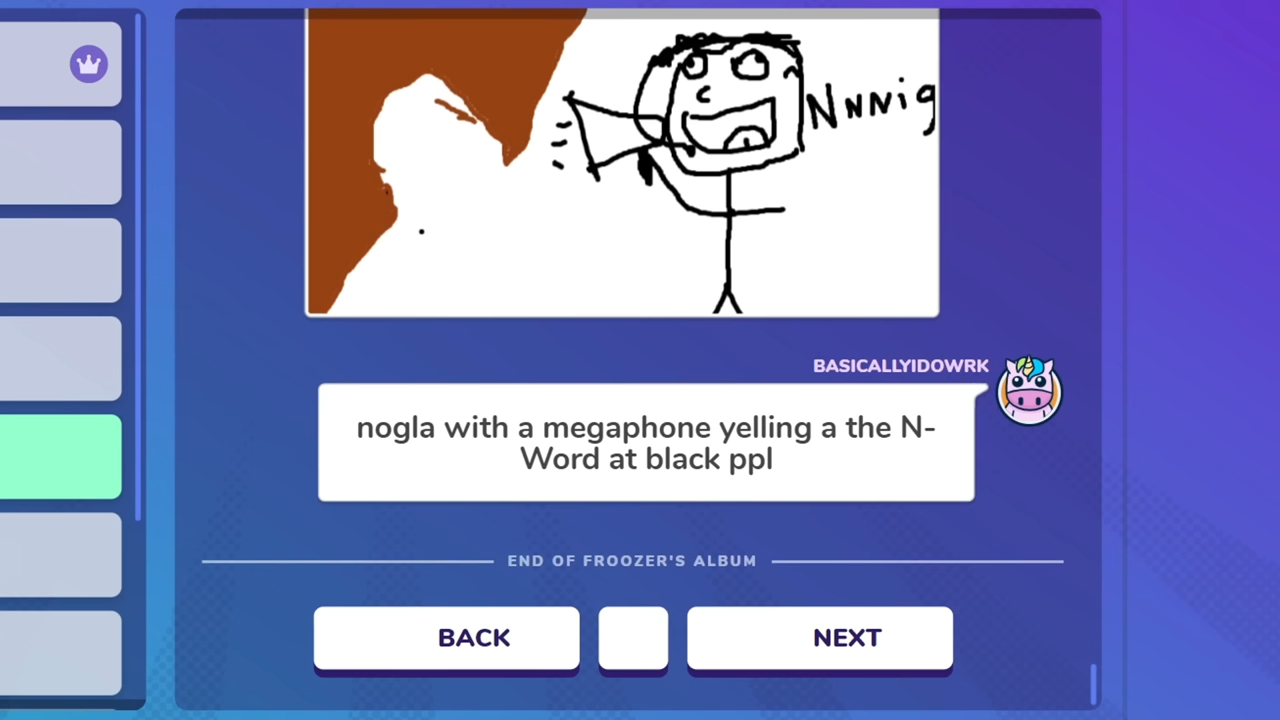 Nnnig
BASICALLYIDOWRK
nogla with a megaphone yelling a the N-
Word at black ppl
END OF FROOZER'S ALBUM
BACK
NEXT